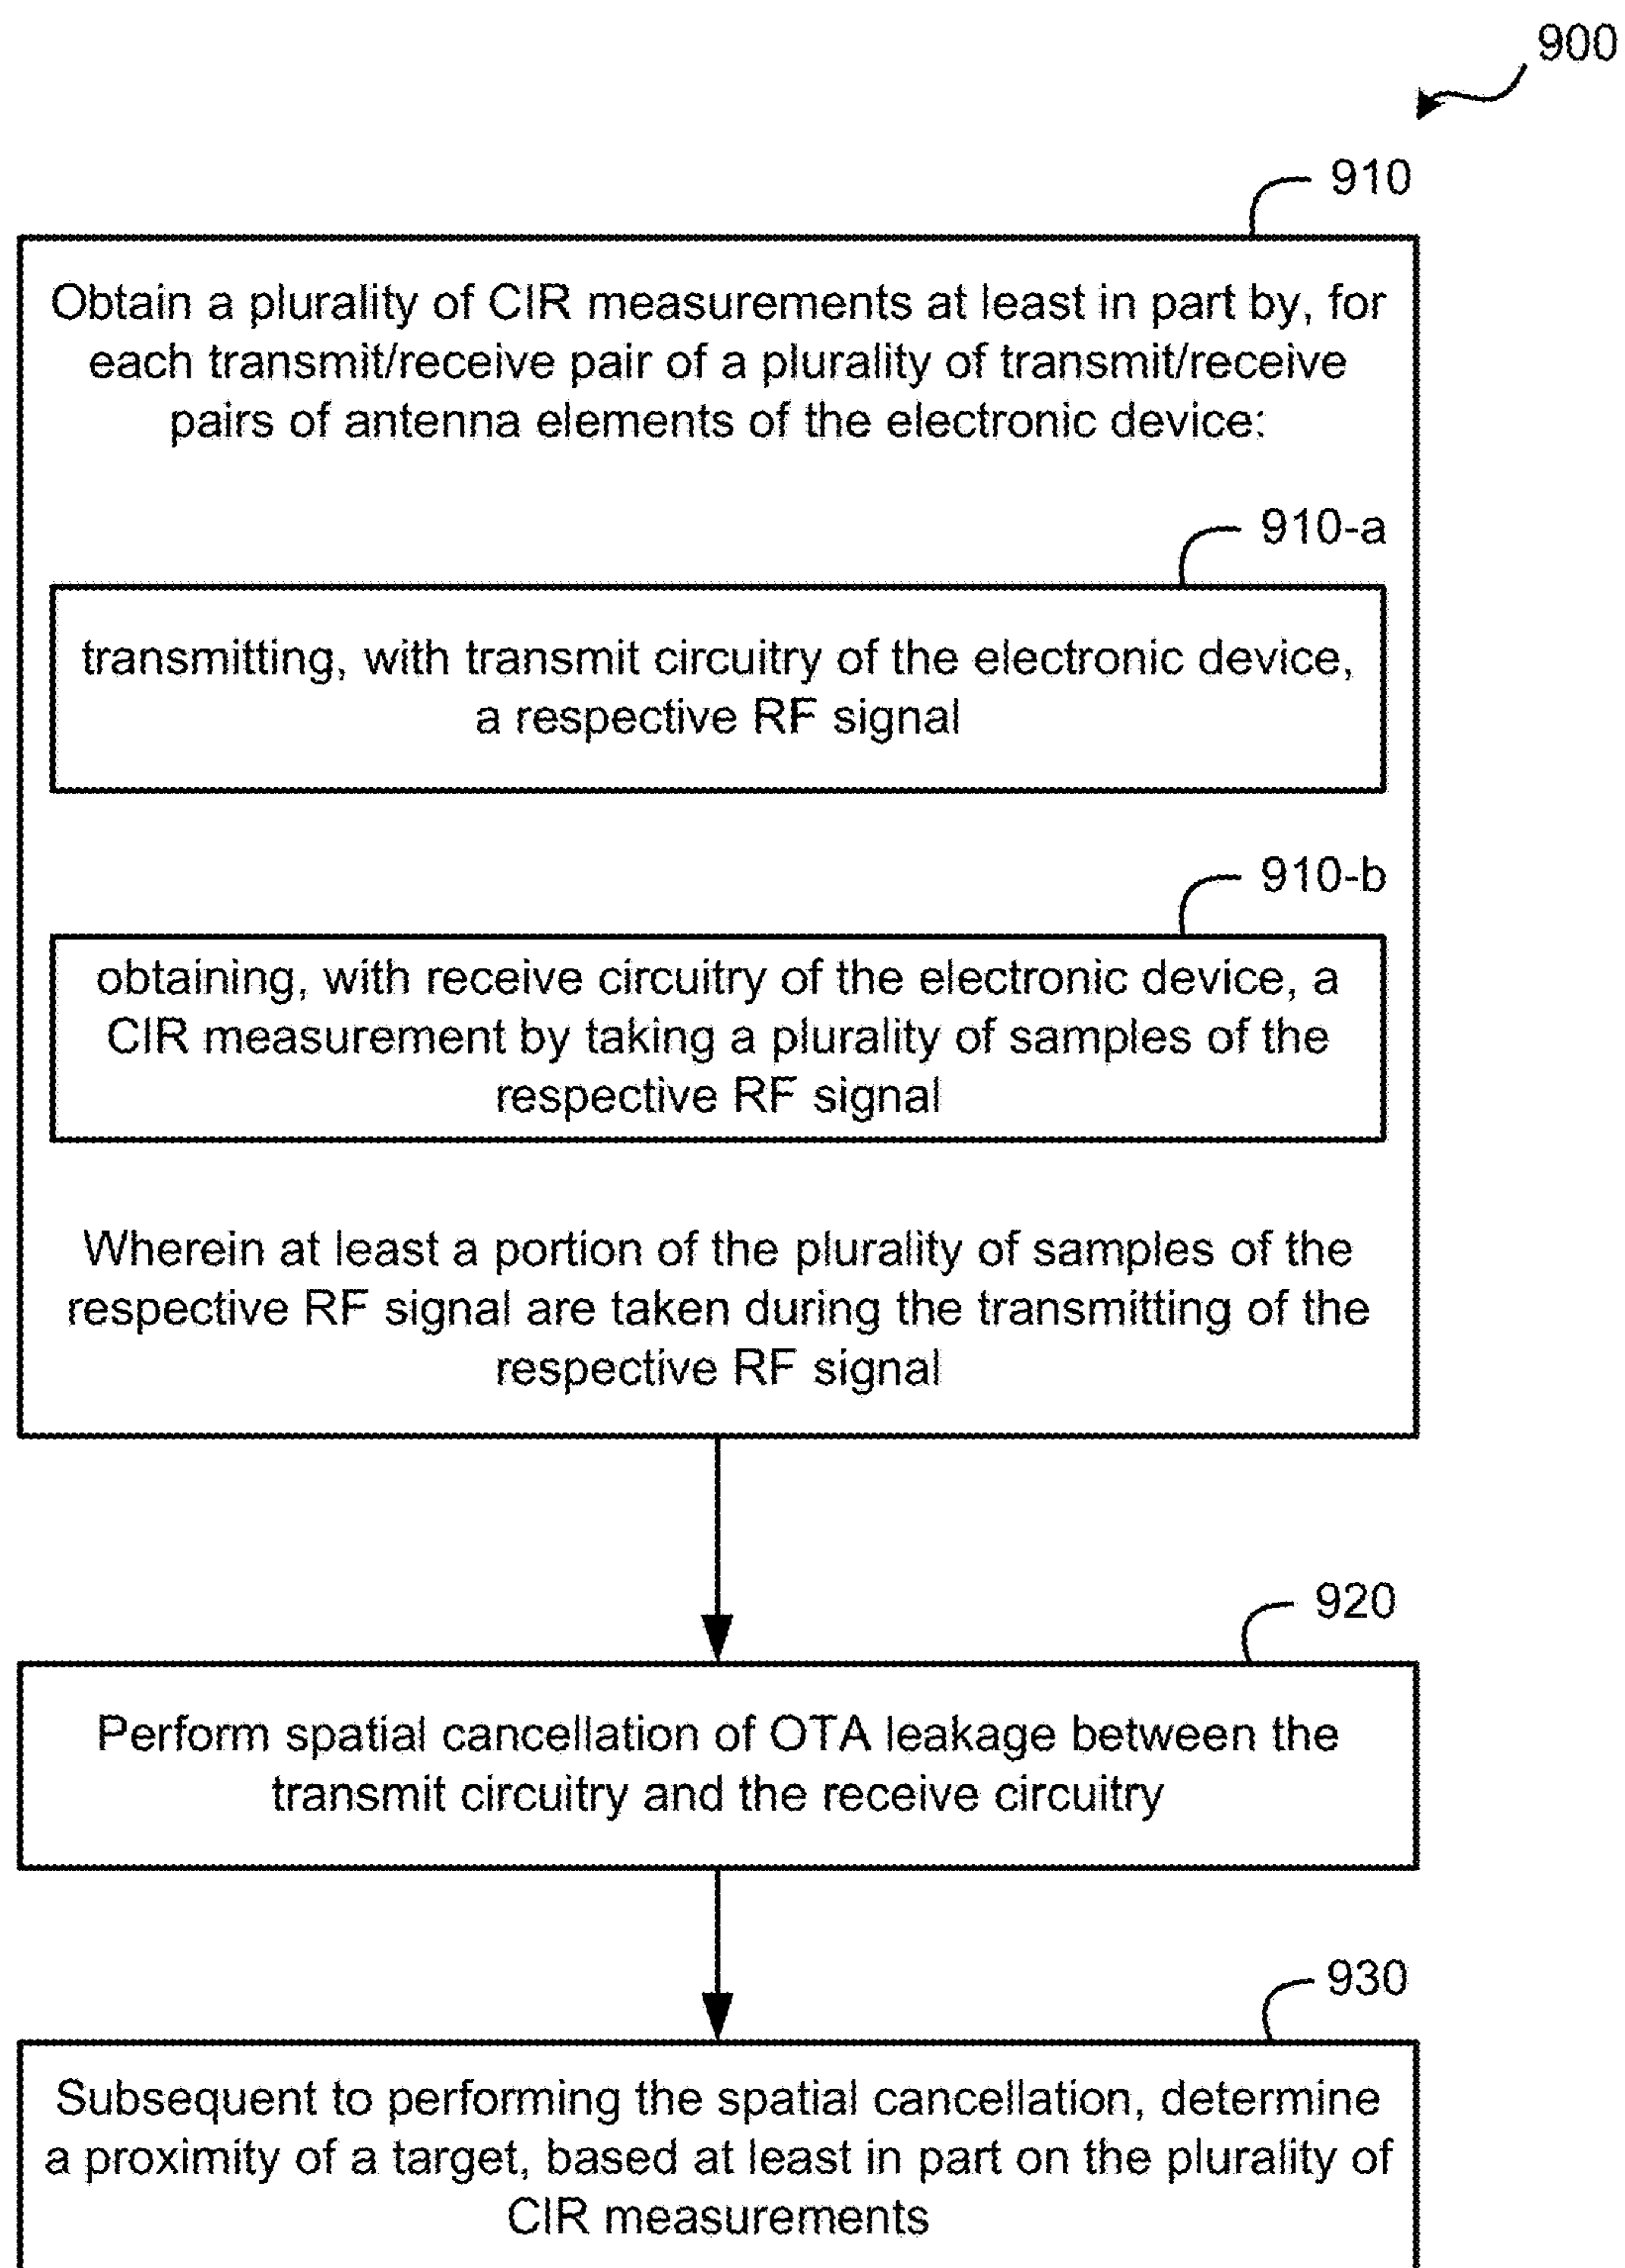 900
910
Obtain a plurality of CIR measurements at least in part by, for
each transmit/receive pair of a plurality of transmit/receive
pairs of antenna elements of the electronic device:
910-a
transmitting, with transmit circuitry of the electronic device,
a respective RF signal
910-b
obtaining, with receive circuitry of the electronic device, a
CIR measurement by taking a plurality of samples of the
respective RF signal
Wherein at least a portion of the plurality of samples of the
respective RF signal are taken during the transmitting of the
respective RF signal
920
Perform spatial cancellation of OTA leakage between the
transmit circuitry and the receive circuitry
930
Subsequent to performing the spatial cancellation, determine
a proximity of a target, based at least in part on the plurality of
CIR measurements